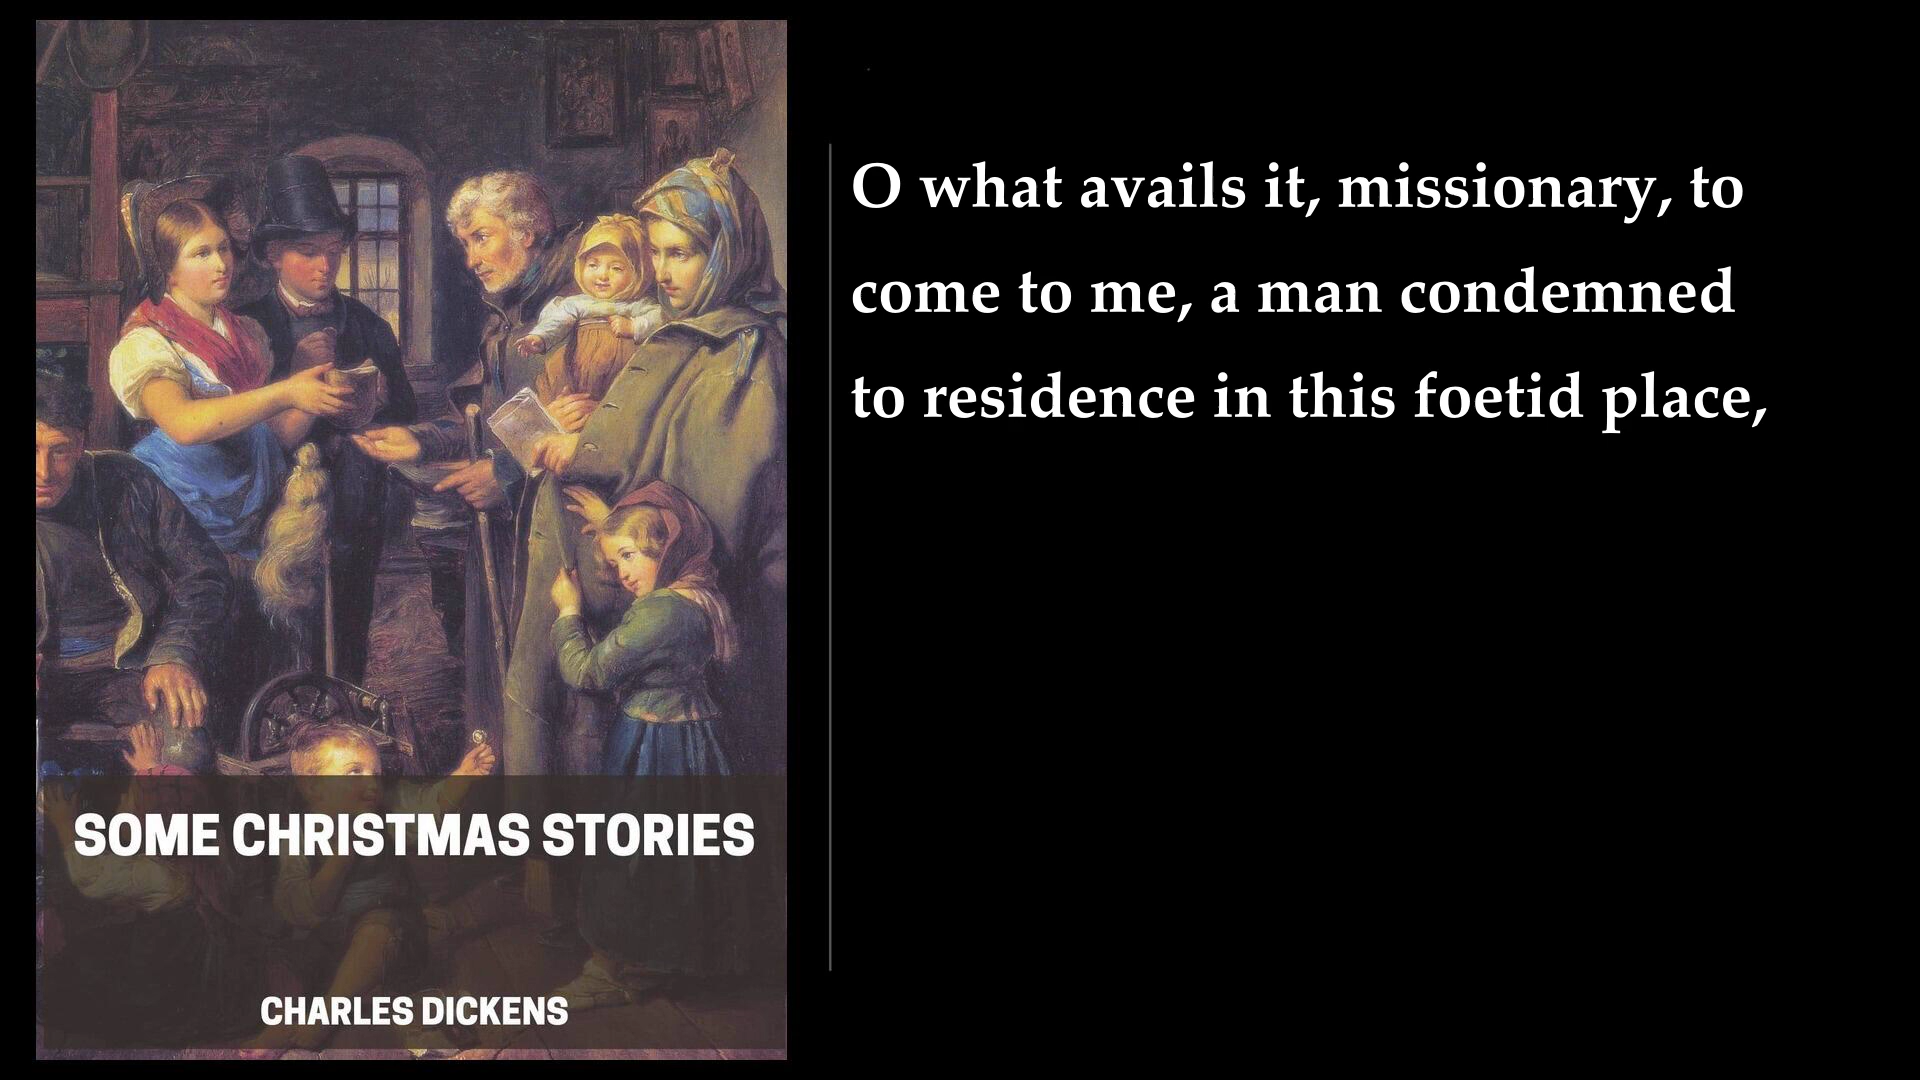 SOME CHRISTMAS STORIES
CHARLES DICKENS
O what avails it, missionary, to
come to me, a man condemned
to residence in this foetid place,